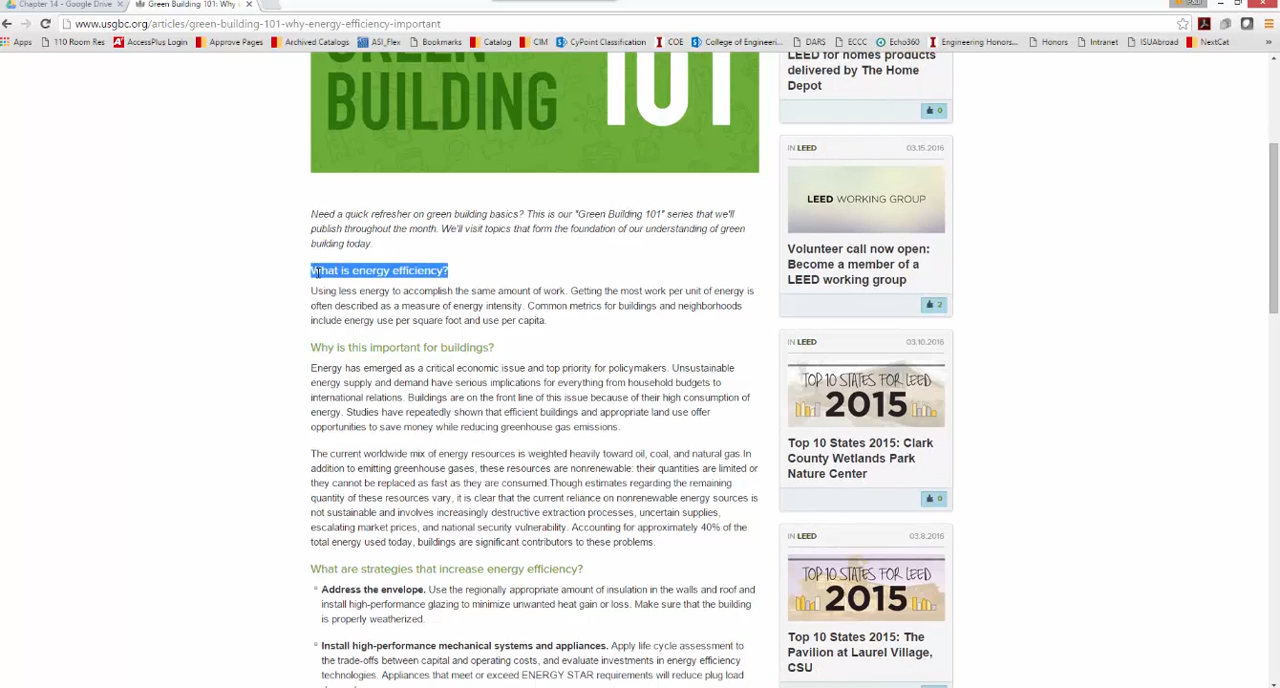 Chapter 14 - Google Drive
Green Building 101: Why
www.usgbc.org/articles/green-building-101-why-energy-efficiency-important
Apps
110 Room Res
AccessPlus Login
Approve Pages
Archived Catalogs
ASI_Flex
Bookmarks
Catalog
CIM
CyPoint Classification
COE
College of Engineeri...
DARS
ECCC
Echo360
Engineering Honors...
Honors
Intranet
ISUAbroad
NextCat
»
GREEN
BUILDING
101
Need a quick refresher on green building basics? This is our "Green Building 101" series that we'll
publish throughout the month. We'll visit topics that form the foundation of our understanding of green
building today.
What is energy efficiency?
Using less energy to accomplish the same amount of work. Getting the most work per unit of energy is
often described as a measure of energy intensity. Common metrics for buildings and neighborhoods
include energy use per square foot and use per capita.
Why is this important for buildings?
Energy has emerged as a critical economic issue and top priority for policymakers. Unsustainable
energy supply and demand have serious implications for everything from household budgets to
international relations. Buildings are on the front line of this issue because of their high consumption of
energy. Studies have repeatedly shown that efficient buildings and appropriate land use offer
opportunities to save money while reducing greenhouse gas emissions.
The current worldwide mix of energy resources is weighted heavily toward oil, coal, and natural gas.In
addition to emitting greenhouse gases, these resources are nonrenewable: their quantities are limited or
they cannot be replaced as fast as they are consumed.Though estimates regarding the remaining
quantity of these resources vary, it is clear that the current reliance on nonrenewable energy sources is
not sustainable and involves increasingly destructive extraction processes, uncertain supplies,
escalating market prices, and national security vulnerability. Accounting for approximately 40% of the
total energy used today, buildings are significant contributors to these problems.
What are strategies that increase energy efficiency?
Address the envelope. Use the regionally appropriate amount of insulation in the walls and roof and
install high-performance glazing to minimize unwanted heat gain or loss. Make sure that the building
is properly weatherized.
Install high-performance mechanical systems and appliances. Apply life cycle assessment to
the trade-offs between capital and operating costs, and evaluate investments in energy efficiency
technologies. Appliances that meet or exceed ENERGY STAR requirements will reduce plug load
LEED for homes products
delivered by The Home
Depot
0
IN LEED
03.15.2016
LEED WORKING GROUP
Volunteer call now open:
Become a member of a
LEED working group
2
IN LEED
03.10.2016
TOP 10 STATES FOR LEED
2015
Top 10 States 2015: Clark
County Wetlands Park
Nature Center
0
IN LEED
03.8.2016
TOP 10 STATES FOR LEED
2015
Top 10 States 2015: The
Pavilion at Laurel Village,
CSU